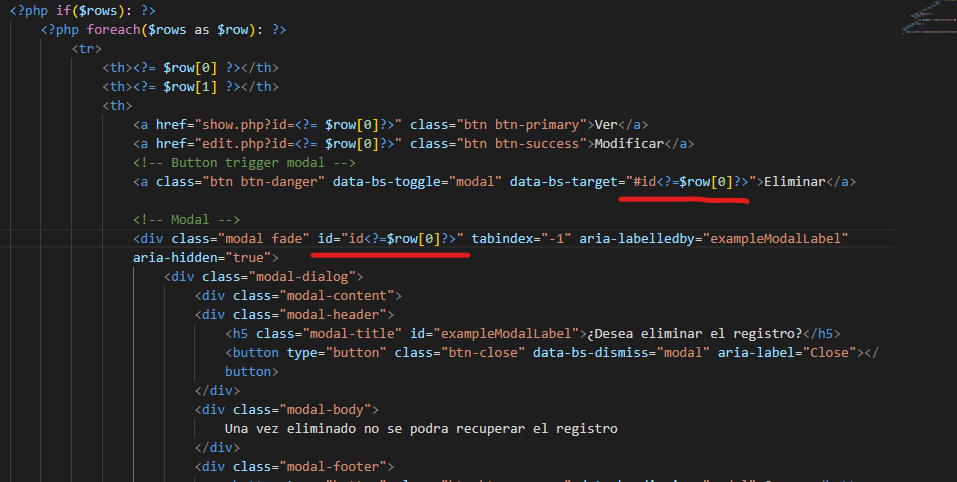 <?php if($rows): ?>
<?php foreach($rows as $row): ?>
<tr>
<th><?= $row[0] ?></th>
<th><?= $row[1] ?></th>
<th>
<a href="show.php?id=<?= $row[0]?>" class="btn btn-primary">Ver</a>
<a href="edit.php?id=<?= $row[0]?>" class="btn btn-success">Modificar</a>
<!-- Button trigger modal -->
<a class="btn btn-danger" data-bs-toggle="modal" data-bs-target="#id<?=$row[0]?>">Eliminar</a>
<!-- Modal -->
<div class="modal fade" id="id<?=$row[0]?>" tabindex="-1" aria-labelledby="exampleModalLabel"
aria-hidden="true">
<div class="modal-dialog">
<div class="modal-content">
<div class="modal-header">
<h5 class="modal-title" id="exampleModalLabel">¿Desea eliminar el registro?</h5>
<button type="button" class="btn-close" data-bs-dismiss="modal" aria-label="Close"></
button>
</div>
<div class="modal-body">
Una vez eliminado no se podra recuperar el registro
</div>
<div class="modal-footer">